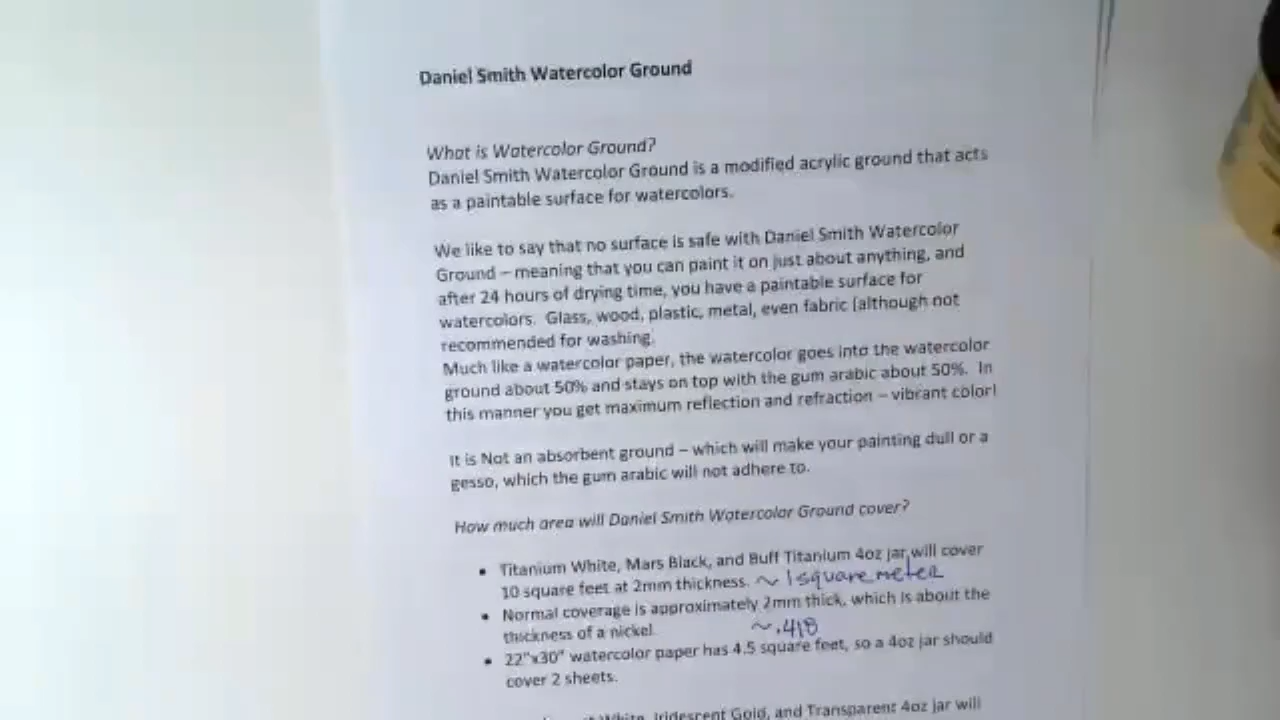 Daniel Smith Watercolor Ground
What is Watercolor Ground?
Daniel Smith Watercolor Ground is a modified acrylic ground that acts
as a paintable surface for watercolors.
We like to say that no surface is safe with Daniel Smith Watercolor
Ground – meaning that you can paint it on just about anything, and
after 24 hours of drying time, you have a paintable surface for
watercolors. Glass, wood, plastic, metal, even fabric (although not
recommended for washing.
Much like a watercolor paper, the watercolor goes into the watercolor
ground about 50% and stays on top with the gum arabic about 50%. In
this manner you get maximum reflection and refraction – vibrant color!
It is Not an absorbent ground – which will make your painting dull or a
gesso, which the gum arabic will not adhere to.
How much area will Daniel Smith Watercolor Ground cover?
• Titanium White, Mars Black, and Buff Titanium 4oz jar will cover
10 square feet at 2mm thickness. ~ 1 square meter
• Normal coverage is approximately 2mm thick, which is about the
thickness of a nickel.
~.418
• 22"x30" watercolor paper has 4.5 square feet, so a 4oz jar should
cover 2 sheets.
White, Iridescent Gold, and Transparent 4oz jar will